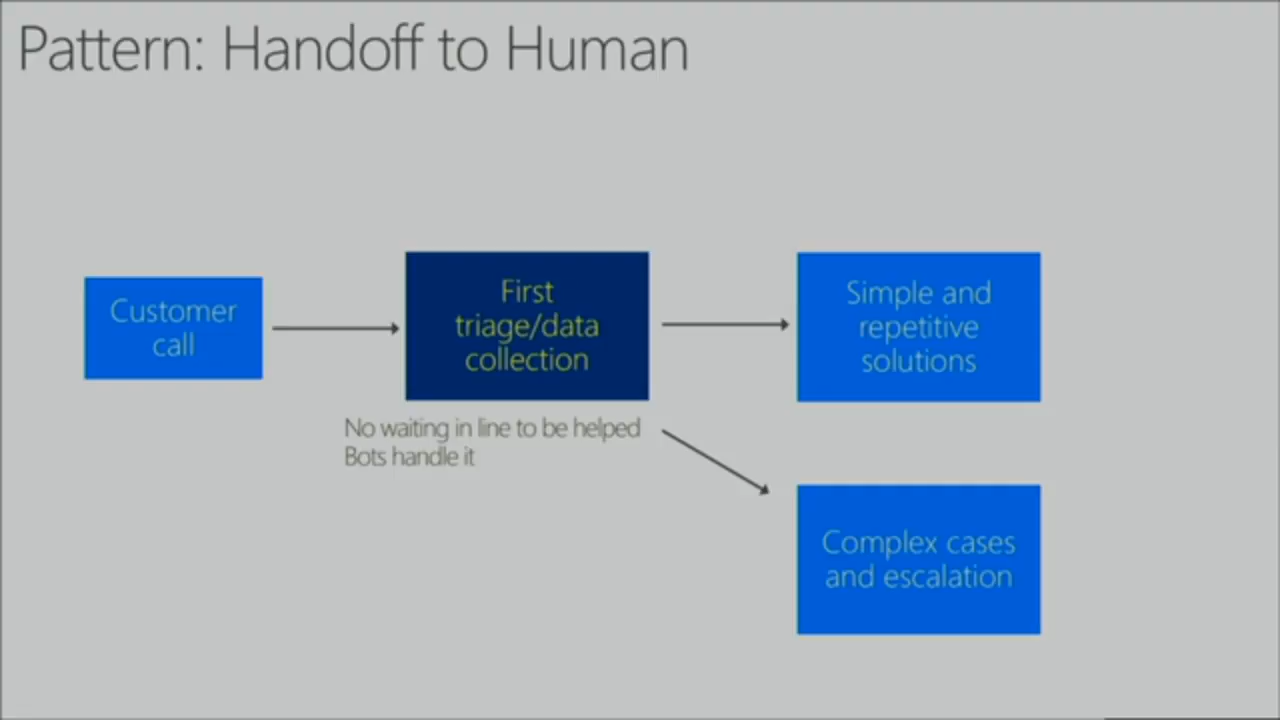 Pattern: Handoff to Human
Customer
call
First
triage/data
collection
No waiting in line to be helped
Bots handle it
Simple and
repetitive
solutions
Complex cases
and escalation